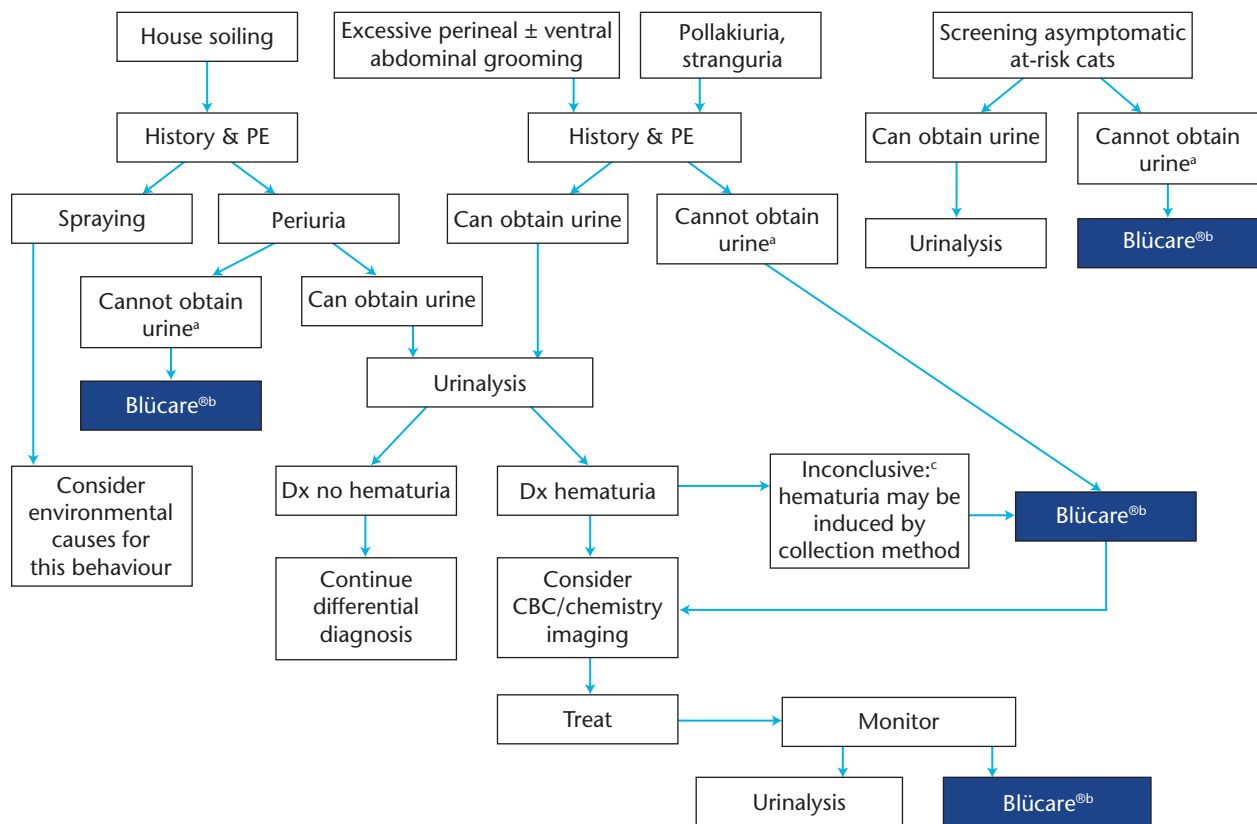 House soiling
Excessive perineal ± ventral
abdominal grooming
Pollakiuria,
stranguria
Screening asymptomatic
at-risk cats
History & PE
History & PE
Can obtain urine
Cannot obtain
urineᵃ
Spraying
Periuria
Can obtain urine
Cannot obtain
urineᵃ
Urinalysis
Blücare®ᵇ
Cannot obtain
urineᵃ
Can obtain urine
Urinalysis
Blücare®ᵇ
Consider
environmental
causes for
this behaviour
Dx no hematuria
Dx hematuria
Inconclusive:ᶜ
hematuria may be
induced by
collection method
Blücare®ᵇ
Continue
differential
diagnosis
Consider
CBC/chemistry
imaging
Treat
Monitor
Urinalysis
Blücare®ᵇ